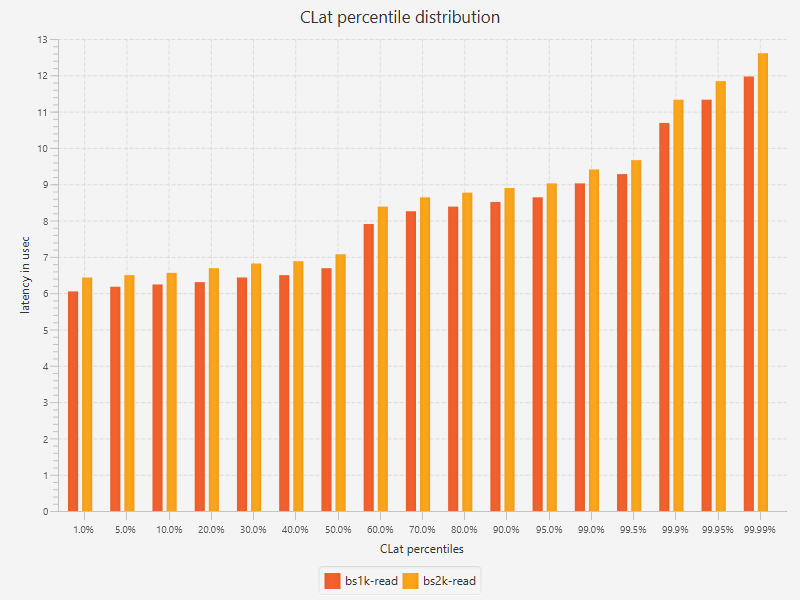 CLat percentile distribution
13
12
11
10
9
8
7
6
5
4
3
2
1
0
latency in usec
1.0% 5.0% 10.0% 20.0% 30.0% 40.0% 50.0% 60.0% 70.0% 80.0% 90.0% 95.0% 99.0% 99.5% 99.9% 99.95% 99.99%
CLat percentiles
bs1k-read bs2k-read